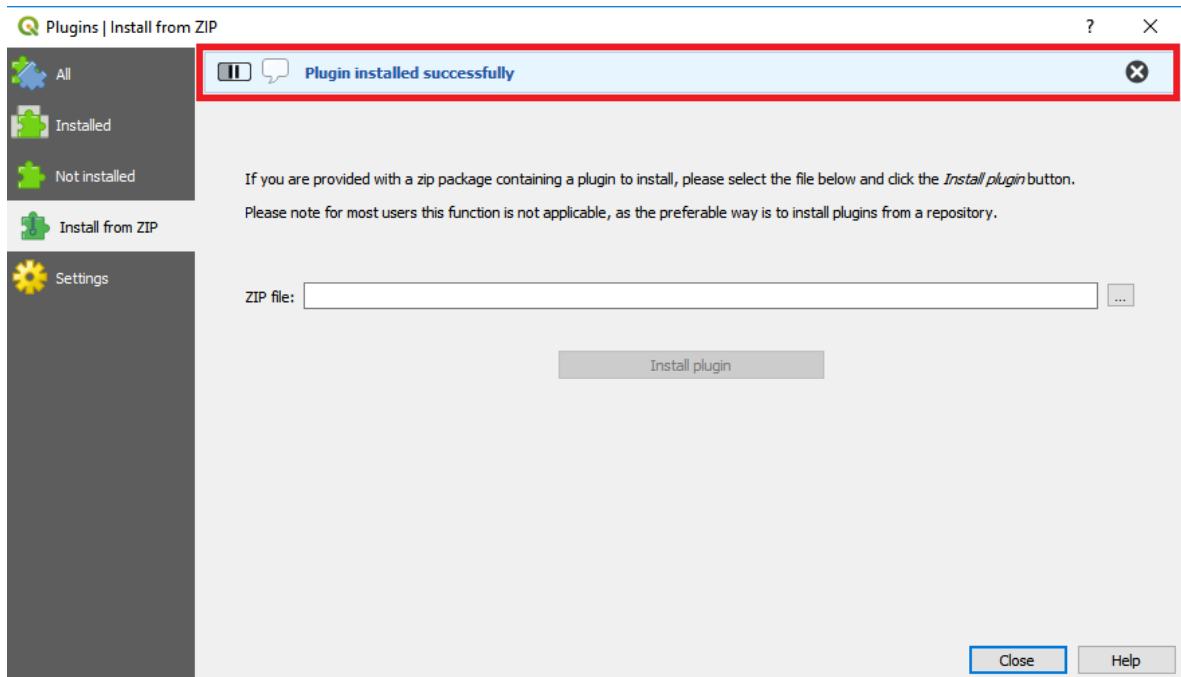 Plugins | Install from ZIP
?
All
Plugin installed successfully
Installed
Not installed
If you are provided with a zip package containing a plugin to install, please select the file below and click the Install plugin button.
Please note for most users this function is not applicable, as the preferable way is to install plugins from a repository.
Install from ZIP
Settings
ZIP file:
...
Install plugin
Close
Help